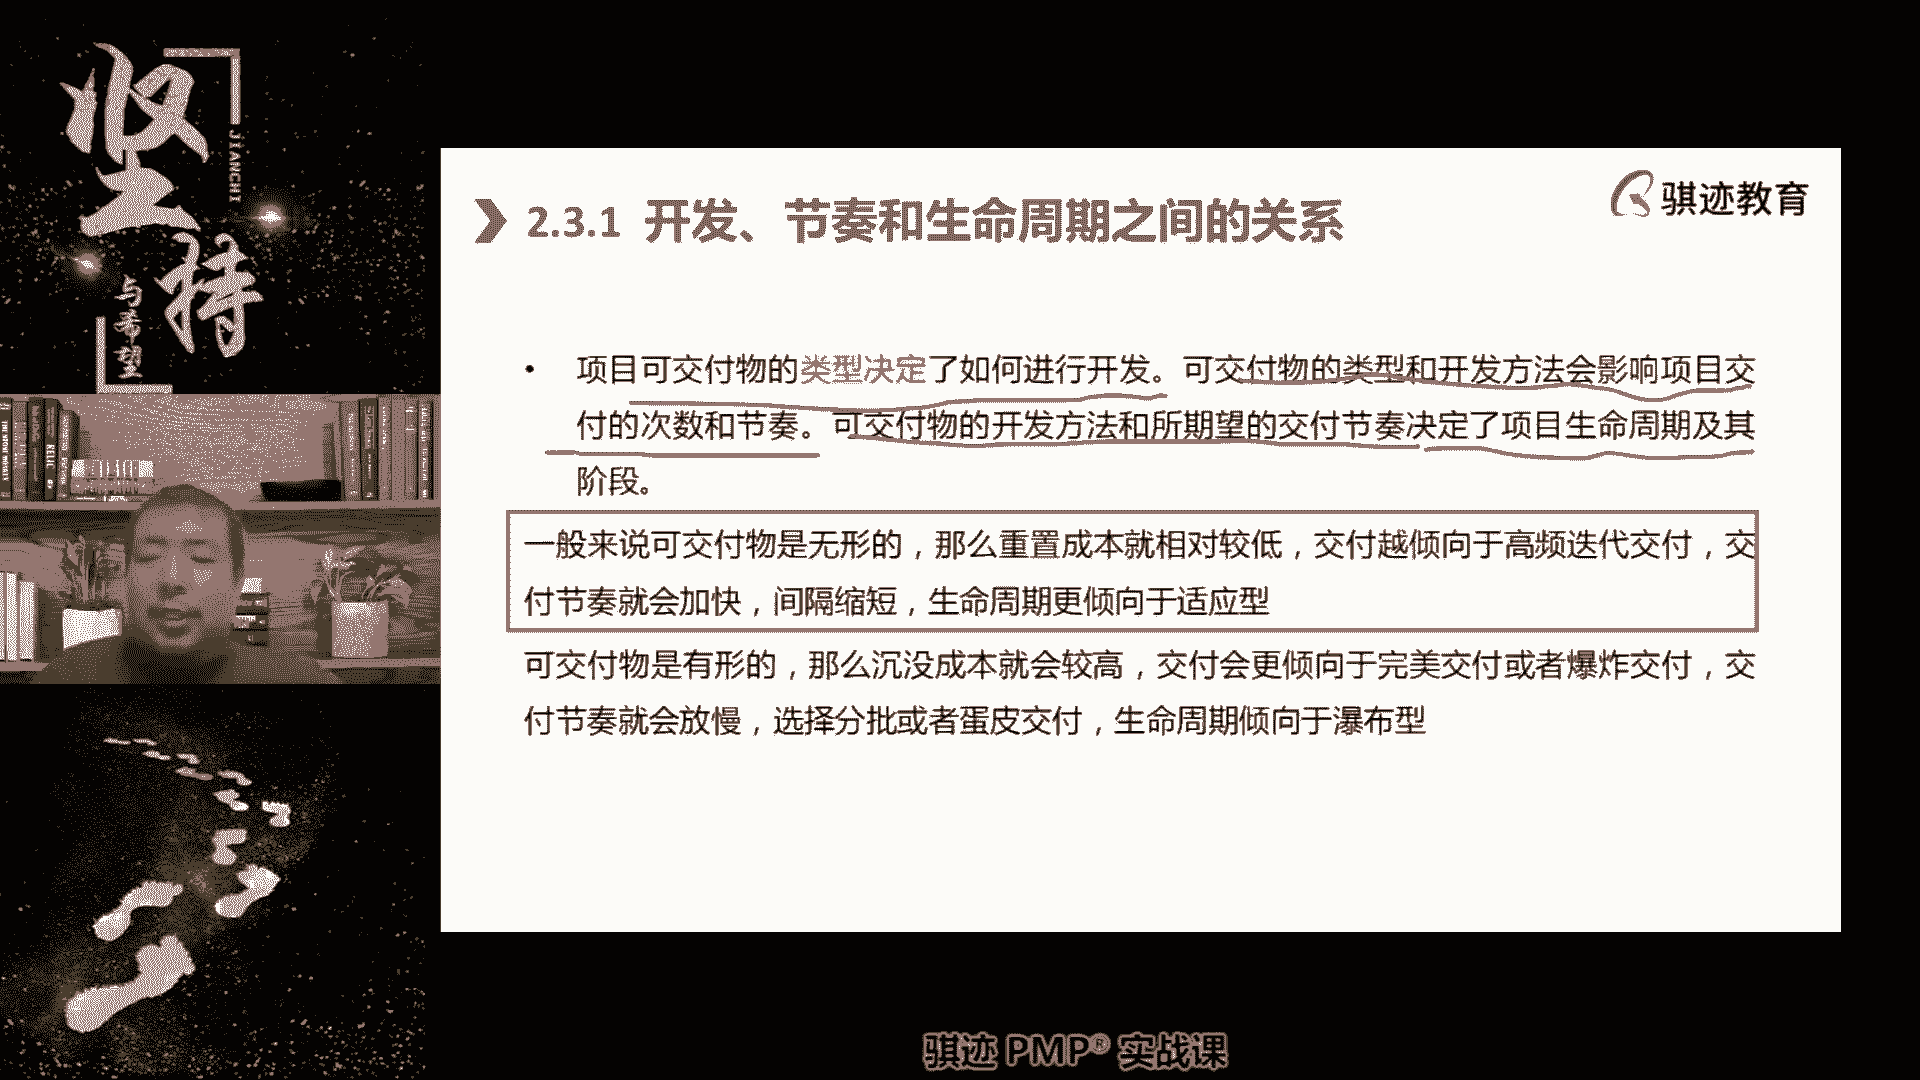 坚持
JIANCHI
与希望
骐迹教育
2.3.1 开发、节奏和生命周期之间的关系
• 项目可交付物的类型决定了如何进行开发。可交付物的类型和开发方法会影响项目交
付的次数和节奏。可交付物的开发方法和所期望的交付节奏决定了项目生命周期及其
阶段。
一般来说可交付物是无形的，那么重置成本就相对较低，交付越倾向于高频迭代交付，交
付节奏就会加快，间隔缩短，生命周期更倾向于适应型
可交付物是有形的，那么沉没成本就会较高，交付会更倾向于完美交付或者爆炸交付，交
付节奏就会放慢，选择分批或者蛋皮交付，生命周期倾向于瀑布型
骐迹 PMP® 实战课